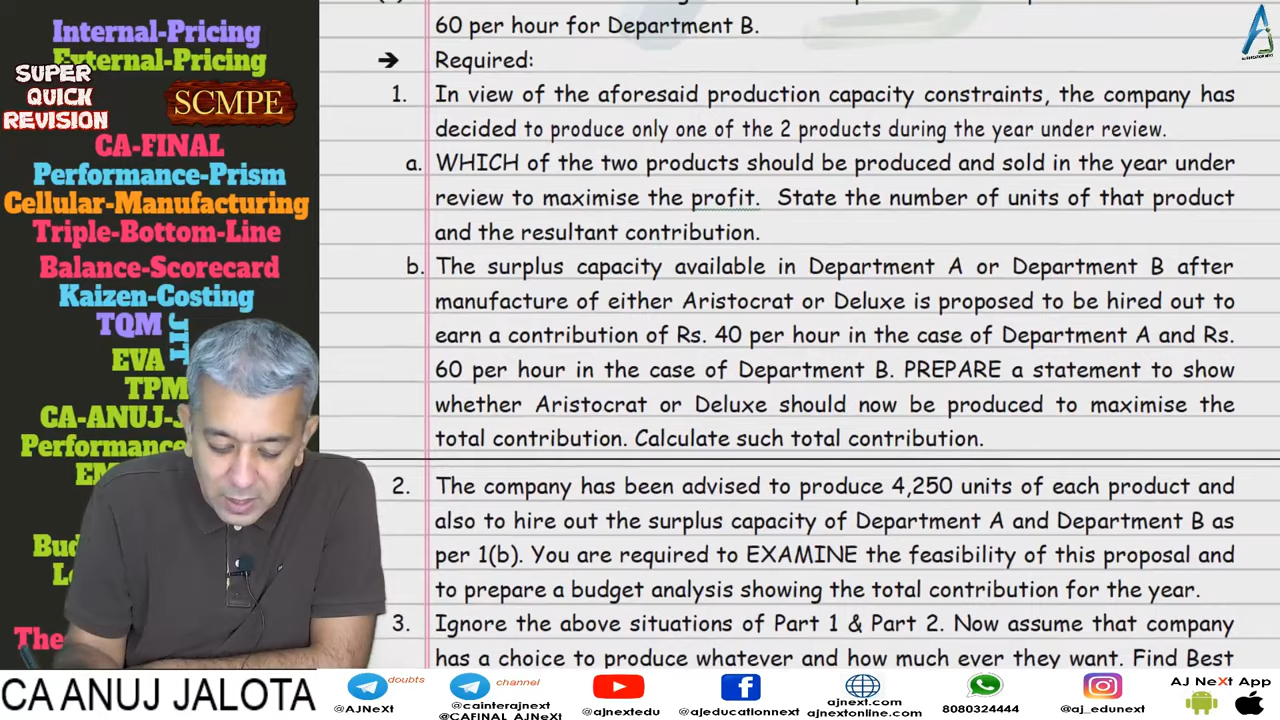 Internal-Pricing
External-Pricing
SUPER
QUICK
REVISION
SCMPE
CA-FINAL
Performance-Prism
Cellular-Manufacturing
Triple-Bottom-Line
Balance-Scorecard
Kaizen-Costing
TQM
JIT
EVA
TPM
CA-ANUJ-J
Performance
EM
Bud
L
The
60 per hour for Department B.
➔ Required:
1. In view of the aforesaid production capacity constraints, the company has
decided to produce only one of the 2 products during the year under review.
a. WHICH of the two products should be produced and sold in the year under
review to maximise the profit. State the number of units of that product
and the resultant contribution.
b. The surplus capacity available in Department A or Department B after
manufacture of either Aristocrat or Deluxe is proposed to be hired out to
earn a contribution of Rs. 40 per hour in the case of Department A and Rs.
60 per hour in the case of Department B. PREPARE a statement to show
whether Aristocrat or Deluxe should now be produced to maximise the
total contribution. Calculate such total contribution.
2. The company has been advised to produce 4,250 units of each product and
also to hire out the surplus capacity of Department A and Department B as
per 1(b). You are required to EXAMINE the feasibility of this proposal and
to prepare a budget analysis showing the total contribution for the year.
3. Ignore the above situations of Part 1 & Part 2. Now assume that company
has a choice to produce whatever and how much ever they want. Find Best
CA ANUJ JALOTA
doubts
@AJNeXt
channel
@cainterajnext
@CAFINAL_AJNeXt
@ajnextedu
@ajeducationnext
ajnext.com
ajnextonline.com
8080324444
@aj_edunext
AJ NeXt App